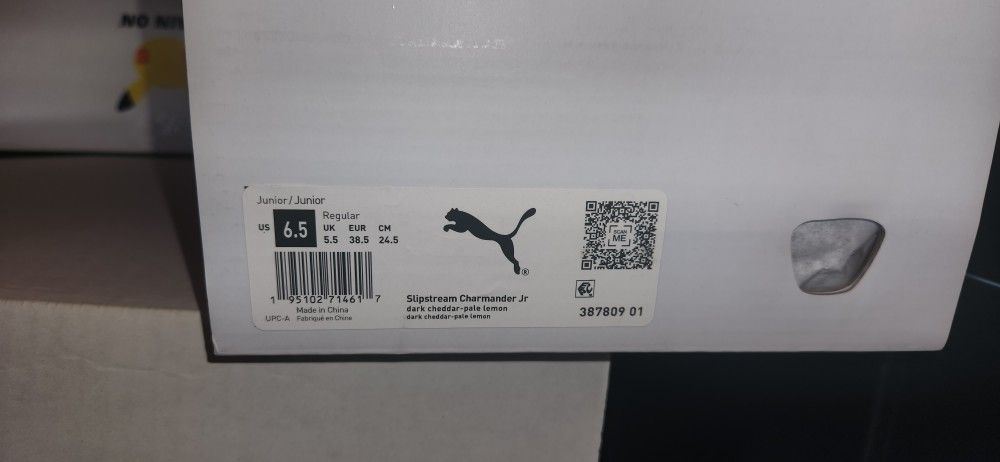 Junior/Junior
Regular
US 6.5 UK EUR CM
5.5 38.5 24.5
1 95102 71461 7
UPC-A Made in China
Fabriqué en Chine
®
Slipstream Charmander Jr
dark cheddar-pale lemon
dark cheddar-pale lemon
SCAN
ME
387809 01